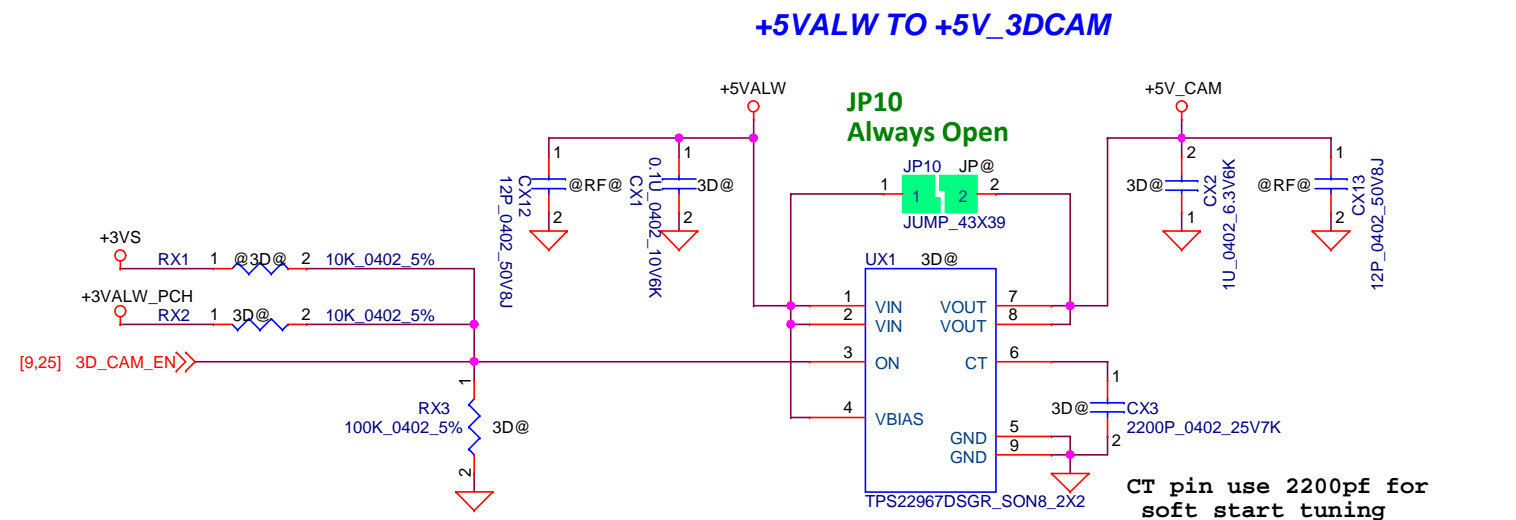 +5VALW TO +5V_3DCAM
+5VALW
JP10
Always Open
+5V_CAM
1
2
CX12
12P_0402_50V8J
@RF@
1
2
CX1
0.1U_0402_10V6K
3D@
JP10 JP@
1 1 2 2
JUMP_43X39
2
1
3D@
CX2
1U_0402_6.3V6K
1
2
@RF@
CX13
12P_0402_50V8J
+3VS
RX1 1 @3D@ 2 10K_0402_5%
+3VALW_PCH
RX2 1 3D@ 2 10K_0402_5%
[9,25] 3D_CAM_EN
1
RX3
100K_0402_5% 3D@
2
UX1 3D@
1 VIN VOUT 7
2 VIN VOUT 8
3 ON CT 6
4 VBIAS
GND 5
GND 9
TPS22967DSGR_SON8_2X2
1
3D@ CX3
2200P_0402_25V7K
2
CT pin use 2200pf for
soft start tuning